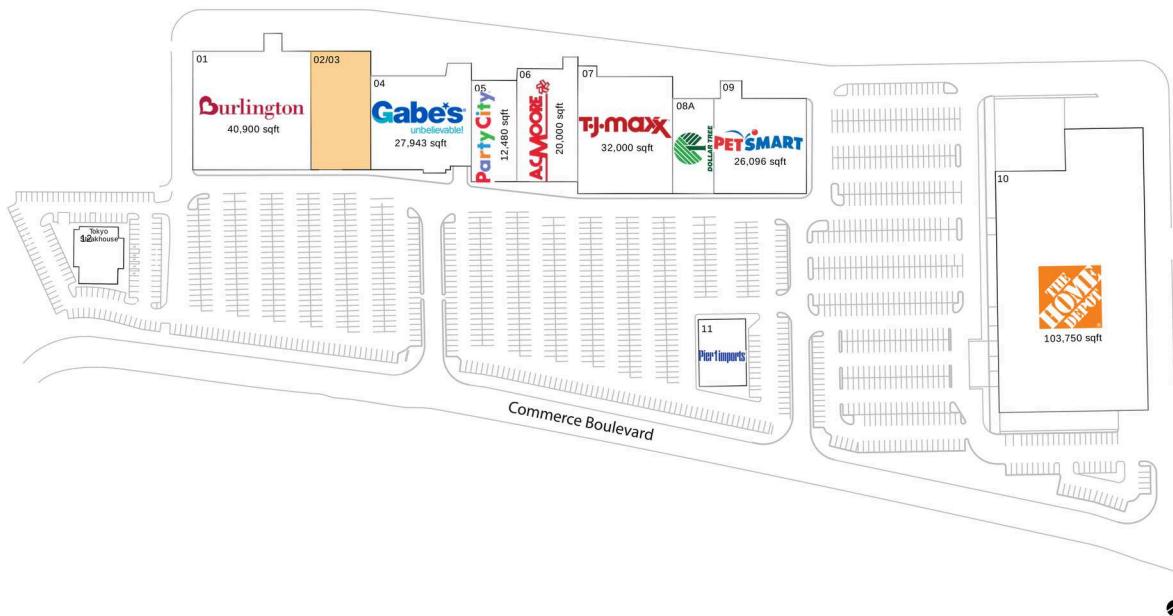 01
Burlington
40,900 sqft
02/03
04
Gabe's
unbelievable!
27,943 sqft
05
Party City
12,480 sqft
06
A.C. MOORE
20,000 sqft
07
T·J·maxx
32,000 sqft
08A
DOLLAR TREE
09
PETSMART
26,096 sqft
10
THE
HOME
DEPOT
103,750 sqft
11
Pier1imports
12
Tokyo
Steakhouse
Commerce Boulevard